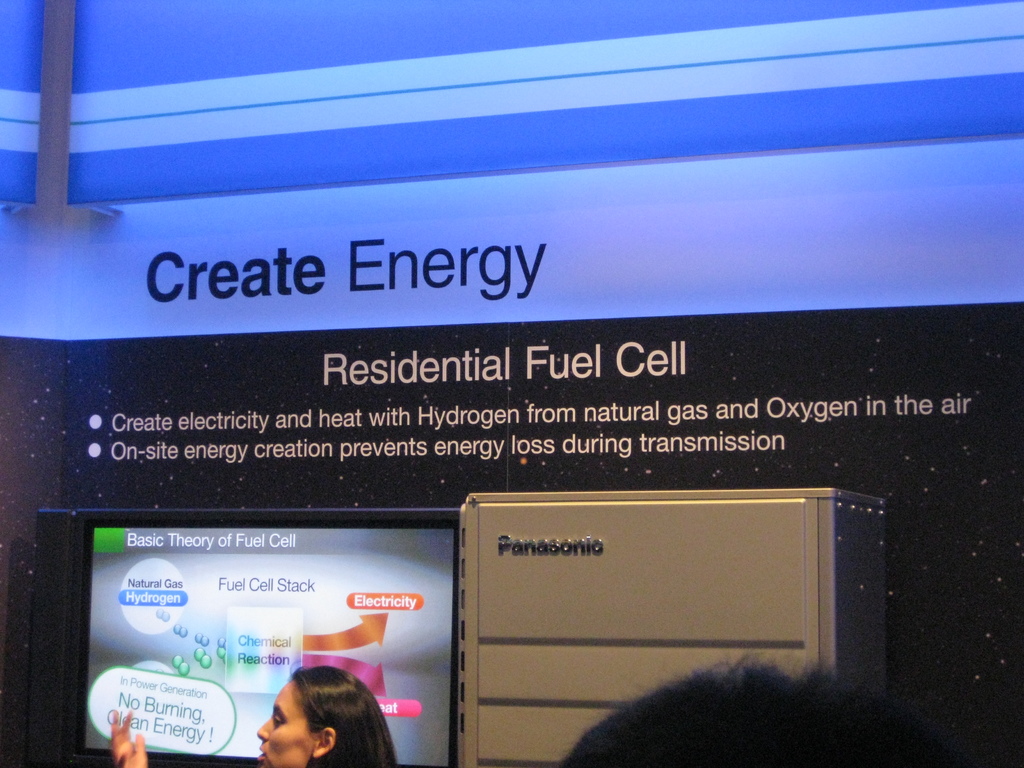 Create Energy
Residential Fuel Cell
● Create electricity and heat with Hydrogen from natural gas and Oxygen in the air
● On-site energy creation prevents energy loss during transmission
Panasonic
Basic Theory of Fuel Cell
Natural Gas
Hydrogen
Fuel Cell Stack
Electricity
Chemical
Reaction
eat
In Power Generation
No Burning,
Clean Energy !